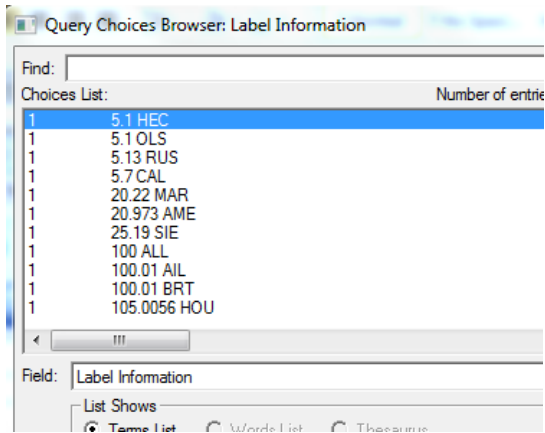 Query Choices Browser: Label Information
Find:
Choices List: Number of entrie
1 5.1 HEC
1 5.1 OLS
1 5.13 RUS
1 5.7 CAL
1 20.22 MAR
1 20.973 AME
1 25.19 SIE
1 100 ALL
1 100.01 AIL
1 100.01 BRT
1 105.0056 HOU
Field: Label Information
List Shows
Terms List Words List Thesaurus